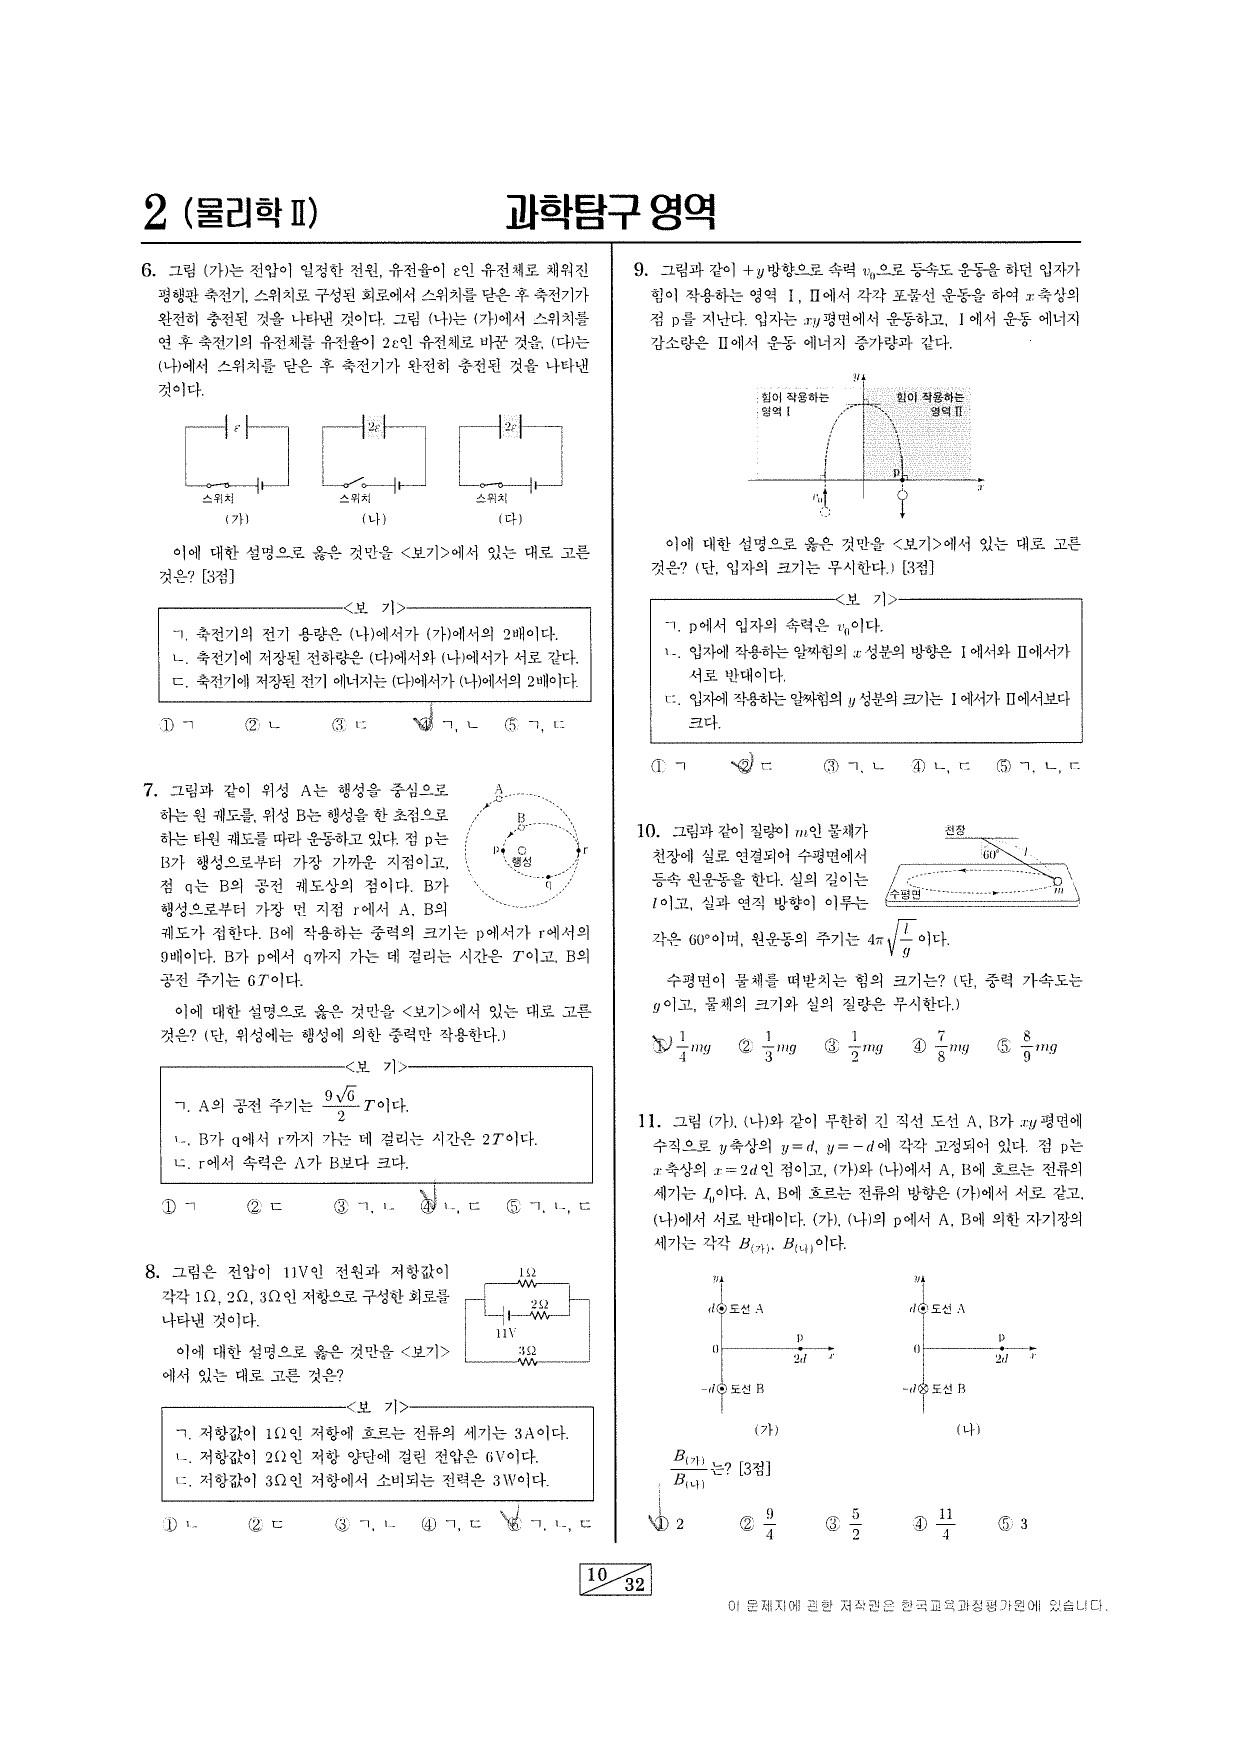 2 (물리학 Ⅱ)
과학탐구 영역
6. 그림 (가)는 전압이 일정한 전원, 유전율이 ε인 유전체로 채워진
평행판 축전기, 스위치로 구성된 회로에서 스위치를 닫은 후 축전기가
완전히 충전된 것을 나타낸 것이다. 그림 (나)는 (가)에서 스위치를
연 후 축전기의 유전체를 유전율이 2ε인 유전체로 바꾼 것을, (다)는
(나)에서 스위치를 닫은 후 축전기가 완전히 충전된 것을 나타낸
것이다.
ε 2ε 2ε
스위치 스위치 스위치
(가) (나) (다)
이에 대한 설명으로 옳은 것만을 <보기>에서 있는 대로 고른
것은? [3점]
<보 기>
ㄱ. 축전기의 전기 용량은 (나)에서가 (가)에서의 2배이다.
ㄴ. 축전기에 저장된 전하량은 (다)에서와 (나)에서가 서로 같다.
ㄷ. 축전기에 저장된 전기 에너지는 (다)에서가 (나)에서의 2배이다.
① ㄱ ② ㄴ ③ ㄷ ④ ㄱ, ㄴ ⑤ ㄱ, ㄷ
7. 그림과 같이 위성 A는 행성을 중심으로
하는 원 궤도를, 위성 B는 행성을 한 초점으로
하는 타원 궤도를 따라 운동하고 있다. 점 p는
B가 행성으로부터 가장 가까운 지점이고,
점 q는 B의 공전 궤도상의 점이다. B가
행성으로부터 가장 먼 지점 r에서 A, B의
궤도가 접한다. B에 작용하는 중력의 크기는 p에서가 r에서의
9배이다. B가 p에서 q까지 가는 데 걸리는 시간은 T이고, B의
공전 주기는 6T이다.
A
B
p r
행성
q
이에 대한 설명으로 옳은 것만을 <보기>에서 있는 대로 고른
것은? (단, 위성에는 행성에 의한 중력만 작용한다.)
<보 기>
ㄱ. A의 공전 주기는 9√6/2 T이다.
ㄴ. B가 q에서 r까지 가는 데 걸리는 시간은 2T이다.
ㄷ. r에서 속력은 A가 B보다 크다.
① ㄱ ② ㄷ ③ ㄱ, ㄴ ④ ㄴ, ㄷ ⑤ ㄱ, ㄴ, ㄷ
8. 그림은 전압이 11V인 전원과 저항값이
각각 1Ω, 2Ω, 3Ω인 저항으로 구성한 회로를
나타낸 것이다.
1Ω
2Ω
11V
3Ω
이에 대한 설명으로 옳은 것만을 <보기>
에서 있는 대로 고른 것은?
<보 기>
ㄱ. 저항값이 1Ω인 저항에 흐르는 전류의 세기는 3A이다.
ㄴ. 저항값이 2Ω인 저항 양단에 걸린 전압은 6V이다.
ㄷ. 저항값이 3Ω인 저항에서 소비되는 전력은 3W이다.
① ㄴ ② ㄷ ③ ㄱ, ㄴ ④ ㄱ, ㄷ ⑤ ㄱ, ㄴ, ㄷ
9. 그림과 같이 +y방향으로 속력 v₀으로 등속도 운동을 하던 입자가
힘이 작용하는 영역 Ⅰ, Ⅱ에서 각각 포물선 운동을 하여 x축상의
점 p를 지난다. 입자는 xy평면에서 운동하고, Ⅰ에서 운동 에너지
감소량은 Ⅱ에서 운동 에너지 증가량과 같다.
y
힘이 작용하는 힘이 작용하는
영역 Ⅰ 영역 Ⅱ
p
x
v₀
이에 대한 설명으로 옳은 것만을 <보기>에서 있는 대로 고른
것은? (단, 입자의 크기는 무시한다.) [3점]
<보 기>
ㄱ. p에서 입자의 속력은 v₀이다.
ㄴ. 입자에 작용하는 알짜힘의 x성분의 방향은 Ⅰ에서와 Ⅱ에서가
서로 반대이다.
ㄷ. 입자에 작용하는 알짜힘의 y성분의 크기는 Ⅰ에서가 Ⅱ에서보다
크다.
① ㄱ ② ㄷ ③ ㄱ, ㄴ ④ ㄴ, ㄷ ⑤ ㄱ, ㄴ, ㄷ
10. 그림과 같이 질량이 m인 물체가
천장에 실로 연결되어 수평면에서
등속 원운동을 한다. 실의 길이는
l이고, 실과 연직 방향이 이루는
각은 60°이며, 원운동의 주기는 4π√(l/g)이다.
천장
60° l
m
수평면
수평면이 물체를 떠받치는 힘의 크기는? (단, 중력 가속도는
g이고, 물체의 크기와 실의 질량은 무시한다.)
① 1/4 mg ② 1/3 mg ③ 1/2 mg ④ 7/8 mg ⑤ 8/9 mg
11. 그림 (가), (나)와 같이 무한히 긴 직선 도선 A, B가 xy평면에
수직으로 y축상의 y=d, y=-d에 각각 고정되어 있다. 점 p는
x축상의 x=2d인 점이고, (가)와 (나)에서 A, B에 흐르는 전류의
세기는 I₀이다. A, B에 흐르는 전류의 방향은 (가)에서 서로 같고,
(나)에서 서로 반대이다. (가), (나)의 p에서 A, B에 의한 자기장의
세기는 각각 B(가), B(나)이다.
y y
d 도선 A d 도선 A
0 p 0 p
2d x 2d x
-d 도선 B -d 도선 B
(가) (나)
B(가)/B(나)는? [3점]
① 2 ② 9/4 ③ 5/2 ④ 11/4 ⑤ 3
10 / 32
이 문제지에 관한 저작권은 한국교육과정평가원에 있습니다.